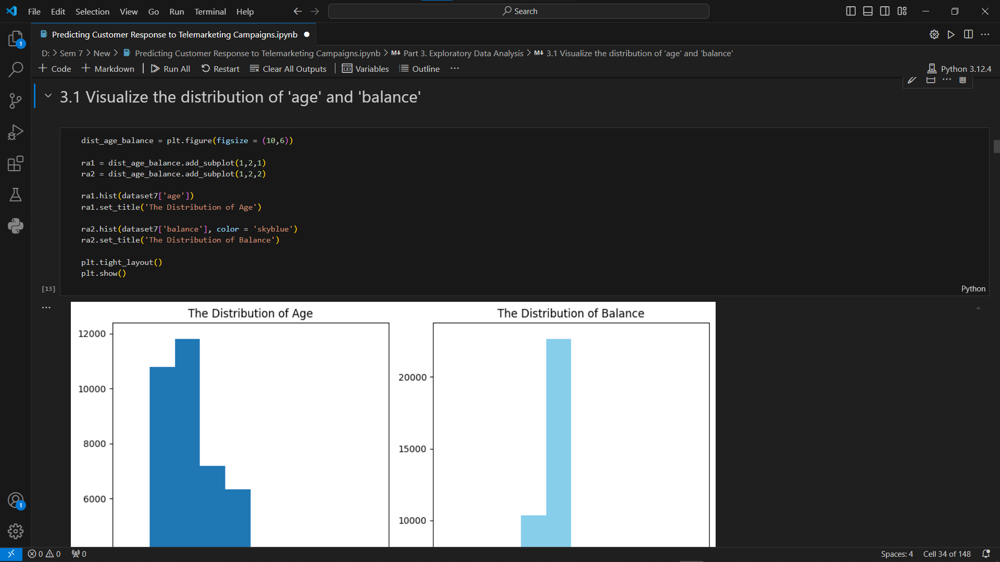 File Edit Selection View Go Run Terminal Help Search
Predicting Customer Response to Telemarketing Campaigns.ipynb
D: > Sem 7 > New > Predicting Customer Response to Telemarketing Campaigns.ipynb > M↓ Part 3. Exploratory Data Analysis > M↓ 3.1 Visualize the distribution of 'age' and 'balance'
+ Code + Markdown | Run All Restart Clear All Outputs | Variables Outline ... Python 3.12.4
3.1 Visualize the distribution of 'age' and 'balance'
dist_age_balance = plt.figure(figsize = (10,6))
ra1 = dist_age_balance.add_subplot(1,2,1)
ra2 = dist_age_balance.add_subplot(1,2,2)
ra1.hist(dataset7['age'])
ra1.set_title('The Distribution of Age')
ra2.hist(dataset7['balance'], color = 'skyblue')
ra2.set_title('The Distribution of Balance')
plt.tight_layout()
plt.show()
[13] Python
The Distribution of Age
12000
10000
8000
6000
The Distribution of Balance
20000
15000
10000
1
1
0 0 0 Spaces: 4 Cell 34 of 148